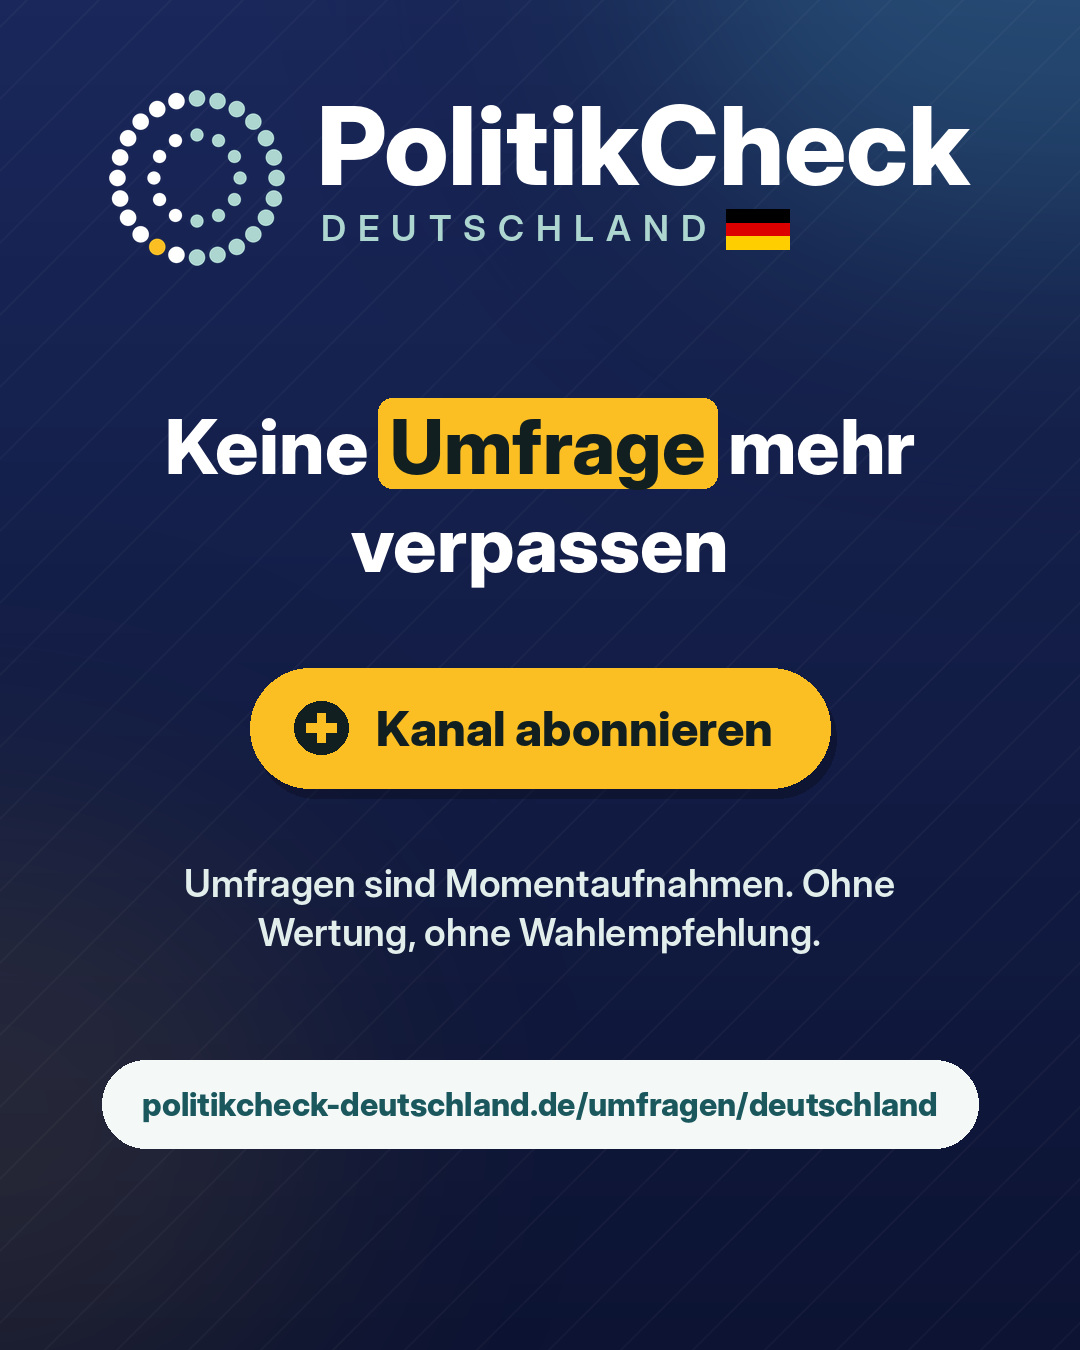 PolitikCheck
DEUTSCHLAND
Keine Umfrage mehr
verpassen
Kanal abonnieren
Umfragen sind Momentaufnahmen. Ohne
Wertung, ohne Wahlempfehlung.
politikcheck-deutschland.de/umfragen/deutschland